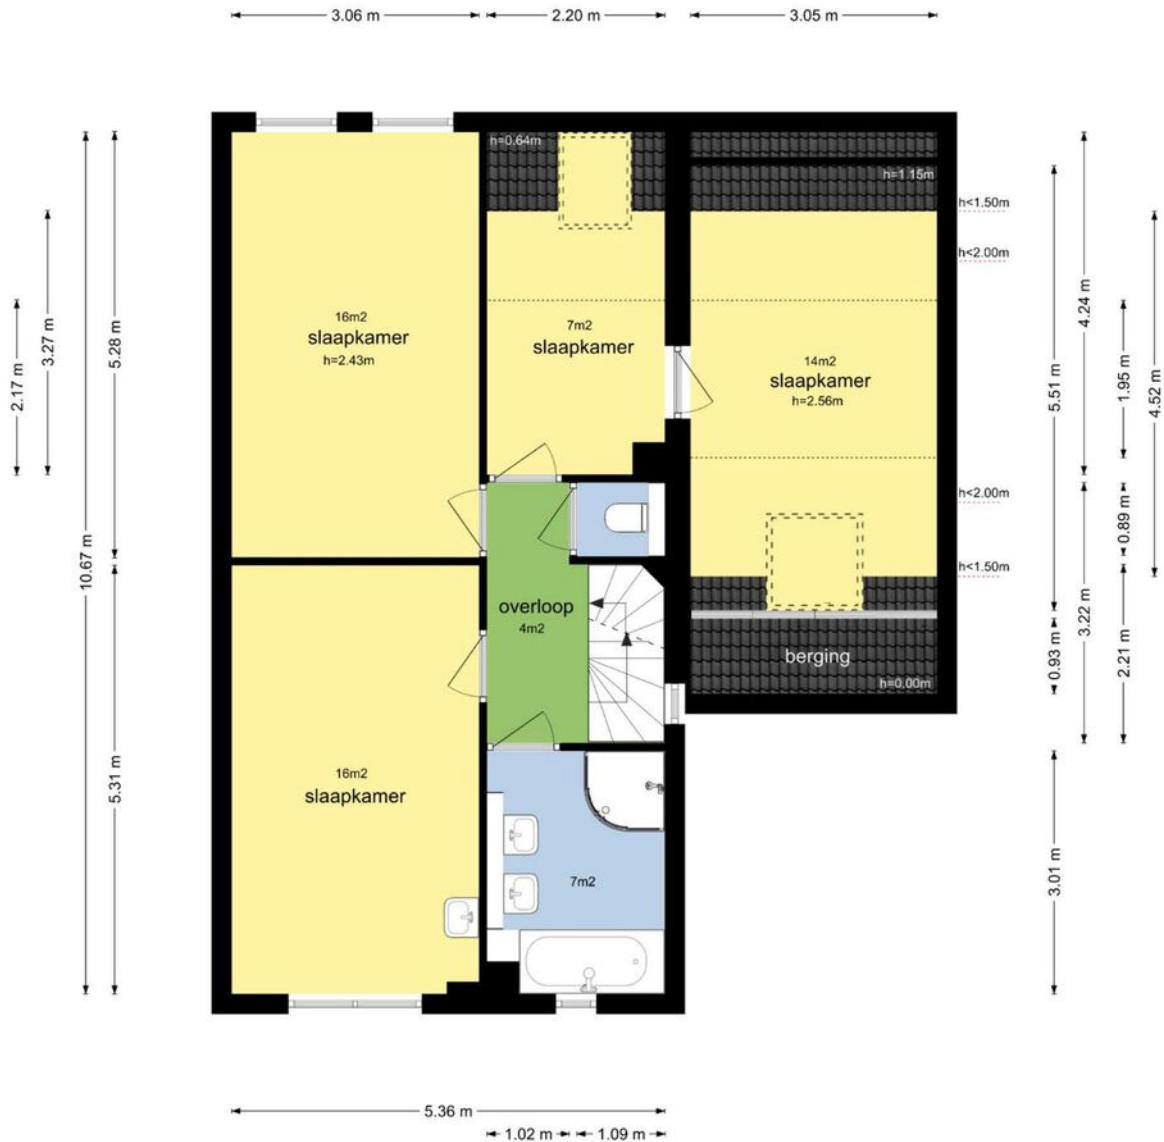 3.06 m
2.20 m
3.05 m
h=0.64m
h=1.15m
h<1.50m
h<2.00m
16m2
slaapkamer
h=2.43m
7m2
slaapkamer
14m2
slaapkamer
h=2.56m
2.17 m
3.27 m
10.67 m
5.28 m
5.31 m
4.24 m
5.51 m
1.95 m
4.52 m
h<2.00m
h<1.50m
0.89 m
3.22 m
0.93 m
2.21 m
3.01 m
overloop
4m2
berging
h=0.00m
16m2
slaapkamer
7m2
5.36 m
1.02 m
1.09 m